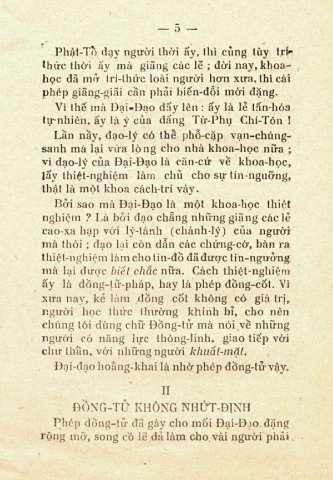 — 5 —
Phật-Tổ dạy người thời ấy, thì củng tùy tri-
thức thời ấy mà giảng các lẽ ; đời nay, khoa-
học đã mở tri-thức loài người hơn xưa, thì cái
phép giảng-giải cần phải biến-đổi mới đặng.
Vì thế mà Đại-Đạo dấy lên : ấy là lẽ tấn-hóa
tự-nhiên, ấy là ý của đấng Từ-Phụ Chí-Tôn !
Lần nầy, đạo-lý có thể phổ-cập vạn-chúng-
sanh mà lại vừa lòng cho nhà khoa-học nữa ;
vì đạo-lý của Đại-Đạo là căn-cứ về khoa-học,
lấy thiệt-nghiệm làm chủ cho sự tín-ngưỡng,
thật là một khoa cách-trí vậy.
Bởi sao mà Đại-Đạo là một khoa-học thiệt
nghiệm ? Là bởi đạo chẳng những giảng các lẽ
cao-xa hạp với lý-tánh (chánh-lý) của người
mà thôi ; đạo lại còn dẫn các chứng-cớ, bàn ra
thiệt-nghiệm làm cho tín-đồ đã được tin-ngưởng
mà lại được biết chắc nữa. Cách thiệt-nghiệm
ấy là đồng-tử-pháp, hay là phép đồng-cốt. Vì
xưa nay, kẻ làm đồng cốt không có giá trị,
người học thức thường khinh bỉ, cho nên
chúng tôi dùng chữ Đồng-tử mà nói về những
người có năng lực thông-linh, giao tiếp với
chư thần, với những người khuất-mặt.
Đại-đạo hoằng-khai là nhờ phép đồng-tử vậy.
II
ĐỒNG-TỬ KHÔNG NHỨT-ĐỊNH
Phép đồng-tử đã gây cho mối Đại-Đạo đặng
rộng mở, song có lẽ đã làm cho vài người phải